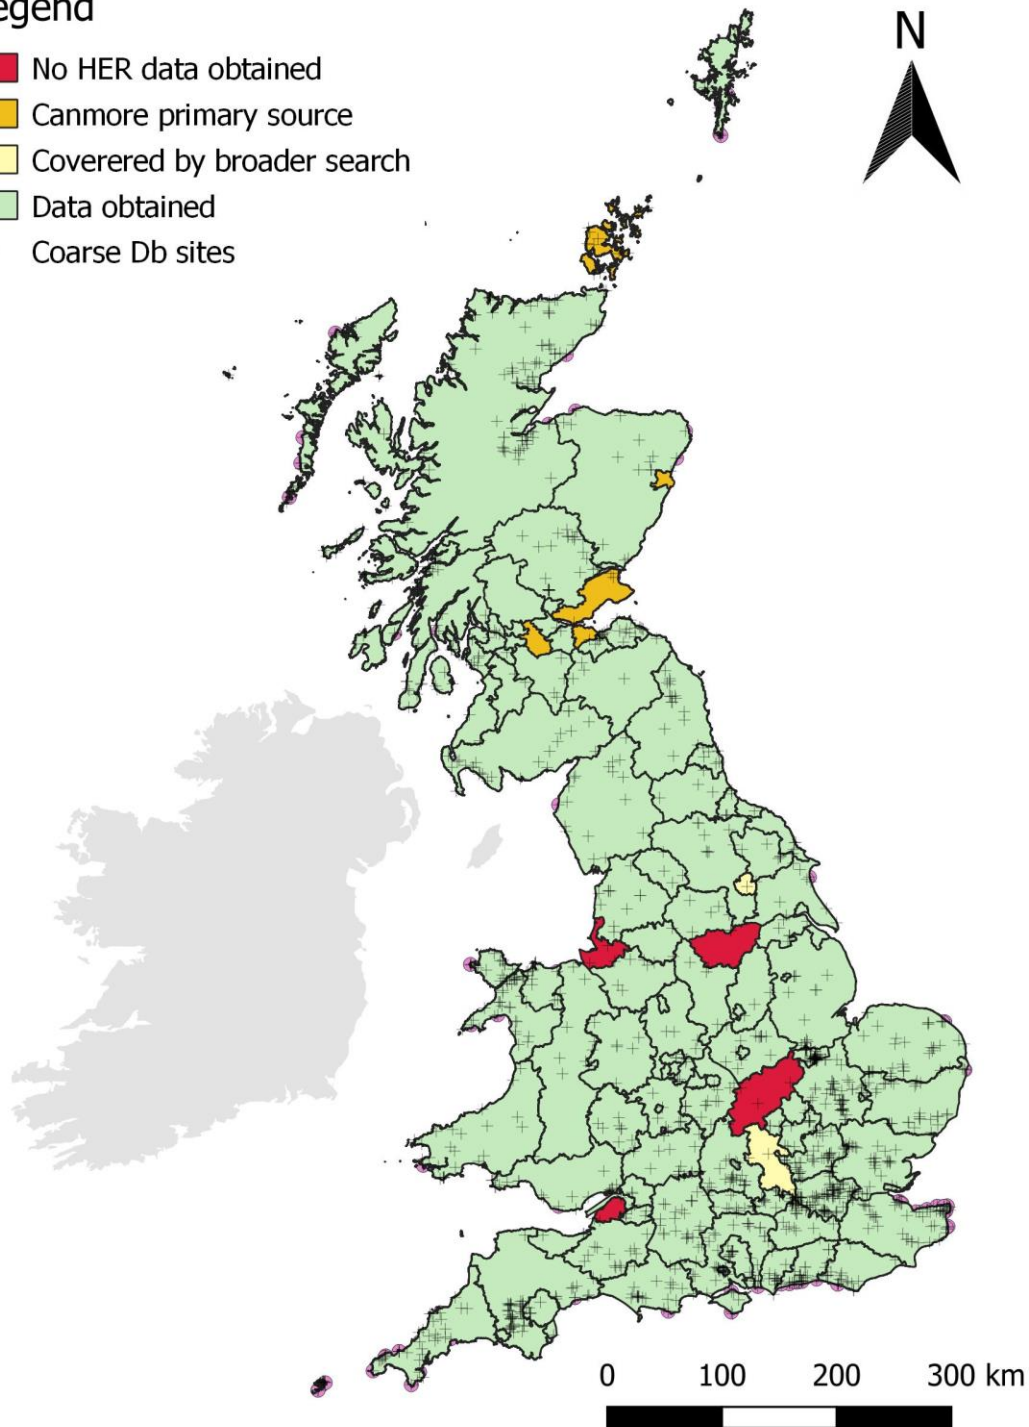 egend
No HER data obtained
Canmore primary source
Coverered by broader search
Data obtained
Coarse Db sites
N
0 100 200 300 km